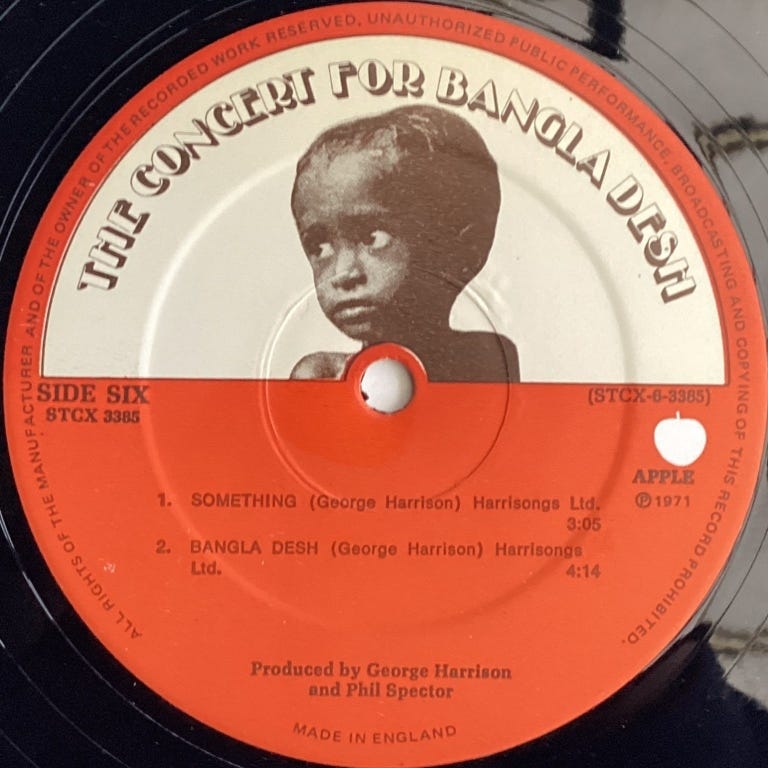 ALL RIGHTS OF THE MANUFACTURER AND OF THE OWNER OF THE RECORDED WORK RESERVED, UNAUTHORIZED PUBLIC PERFORMANCE, BROADCASTING AND COPYING OF THIS RECORD PROHIBITED.
THE CONCERT FOR BANGLA DESH
SIDE SIX
STCX 3385
(STCX-6-3385)
APPLE
℗ 1971
1. SOMETHING (George Harrison) Harrisongs Ltd.
3:05
2. BANGLA DESH (George Harrison) Harrisongs
Ltd. 4:14
Produced by George Harrison
and Phil Spector
MADE IN ENGLAND